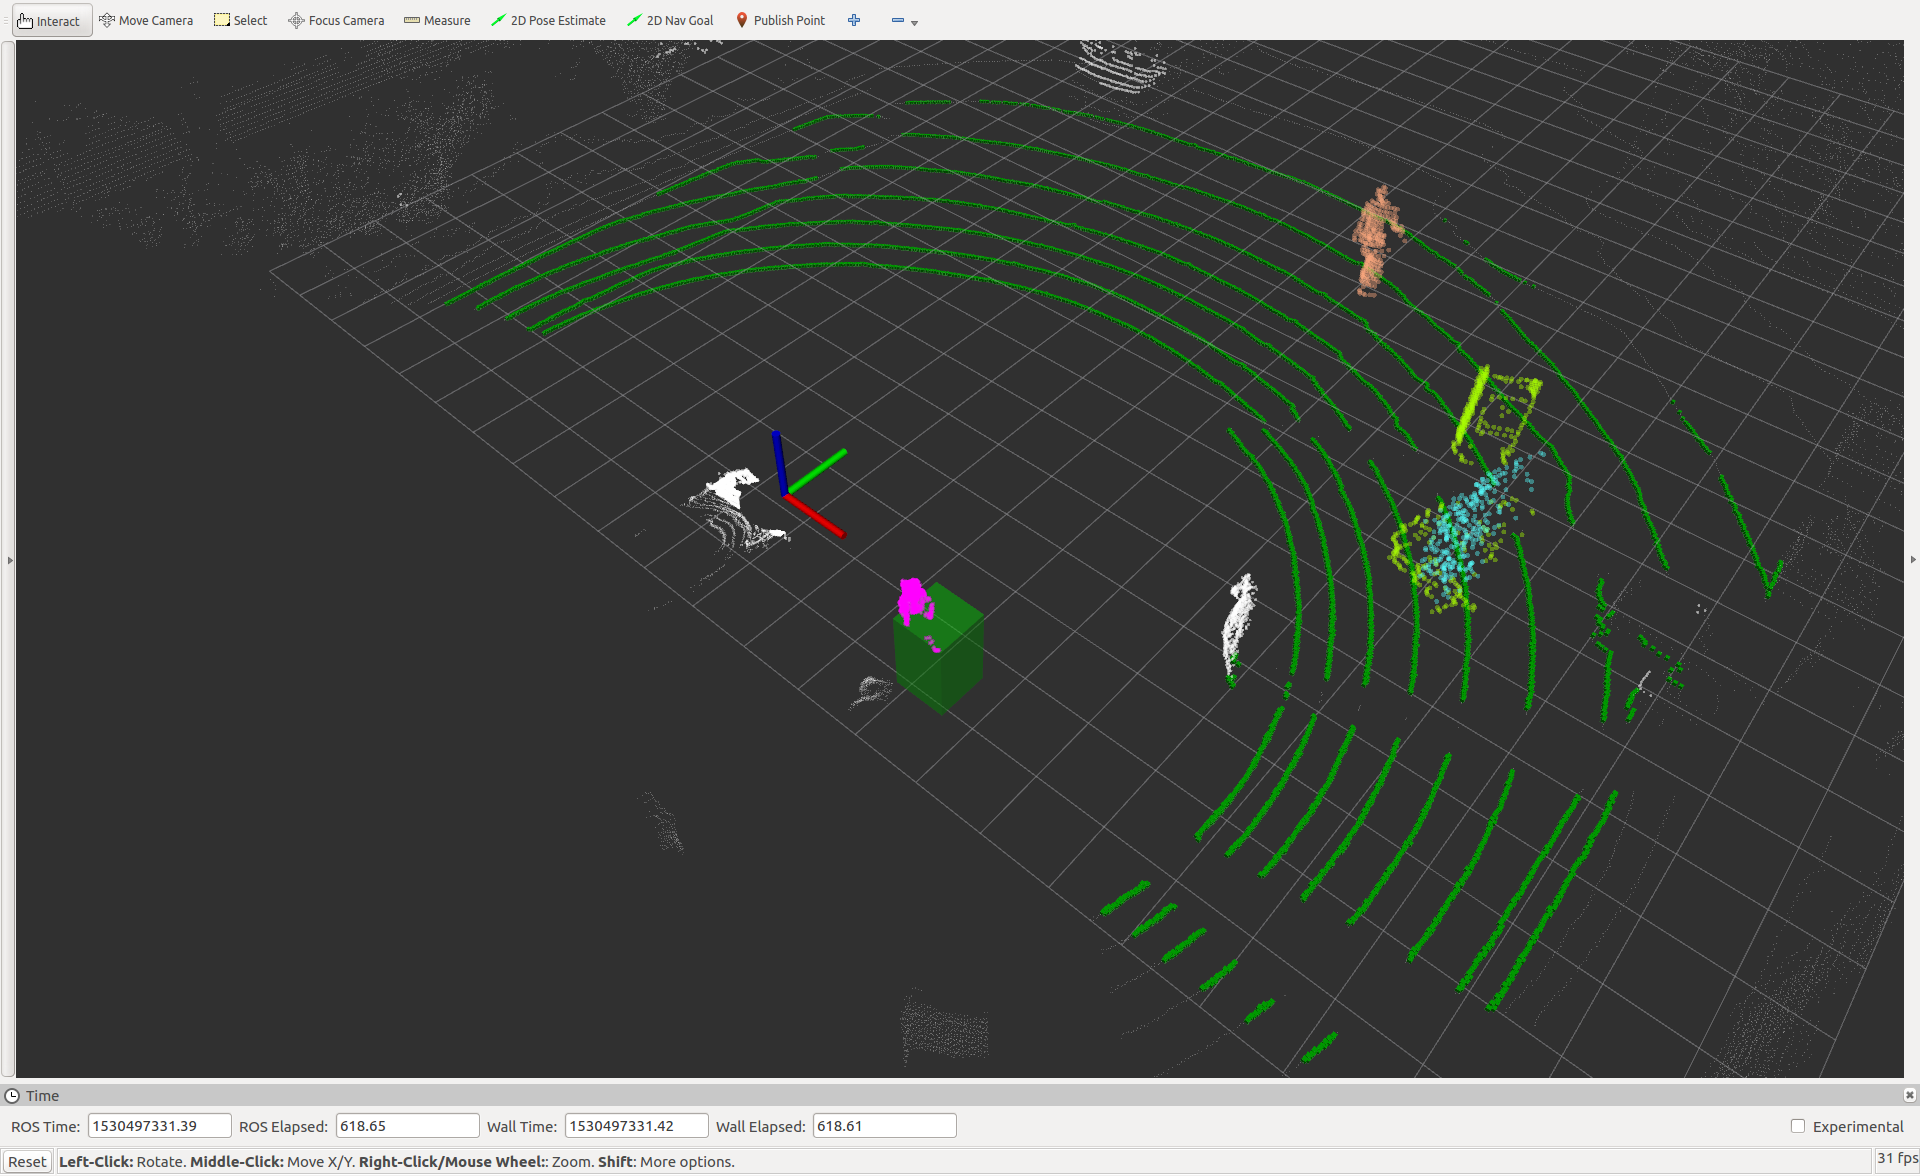 Interact Move Camera Select Focus Camera Measure 2D Pose Estimate 2D Nav Goal Publish Point
Time
ROS Time: 1530497331.39 ROS Elapsed: 618.65 Wall Time: 1530497331.42 Wall Elapsed: 618.61 Experimental
Reset Left-Click: Rotate. Middle-Click: Move X/Y. Right-Click/Mouse Wheel:: Zoom. Shift: More options. 31 fps